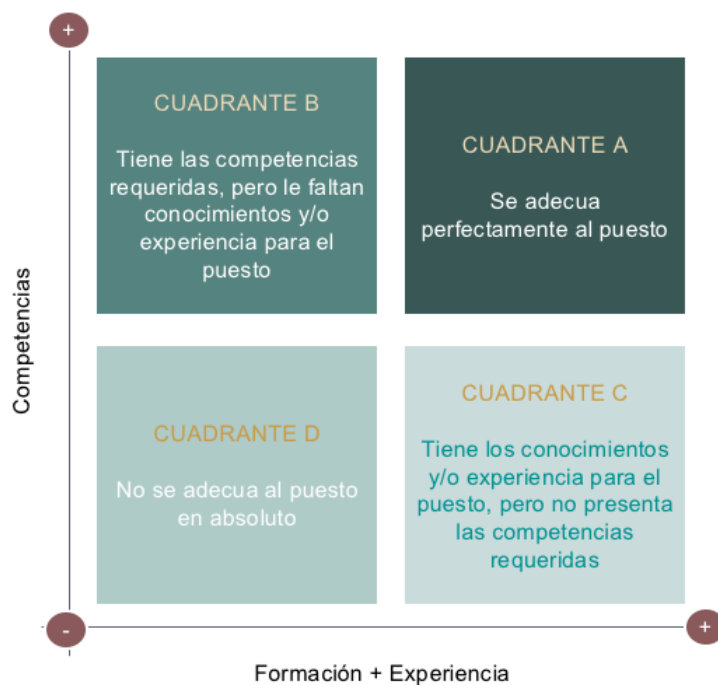 +
CUADRANTE B
Tiene las competencias
requeridas, pero le faltan
conocimientos y/o
experiencia para el
puesto
CUADRANTE A
Se adecua
perfectamente al puesto
Competencias
CUADRANTE D
No se adecua al puesto
en absoluto
CUADRANTE C
Tiene los conocimientos
y/o experiencia para el
puesto, pero no presenta
las competencias
requeridas
-
+
Formación + Experiencia